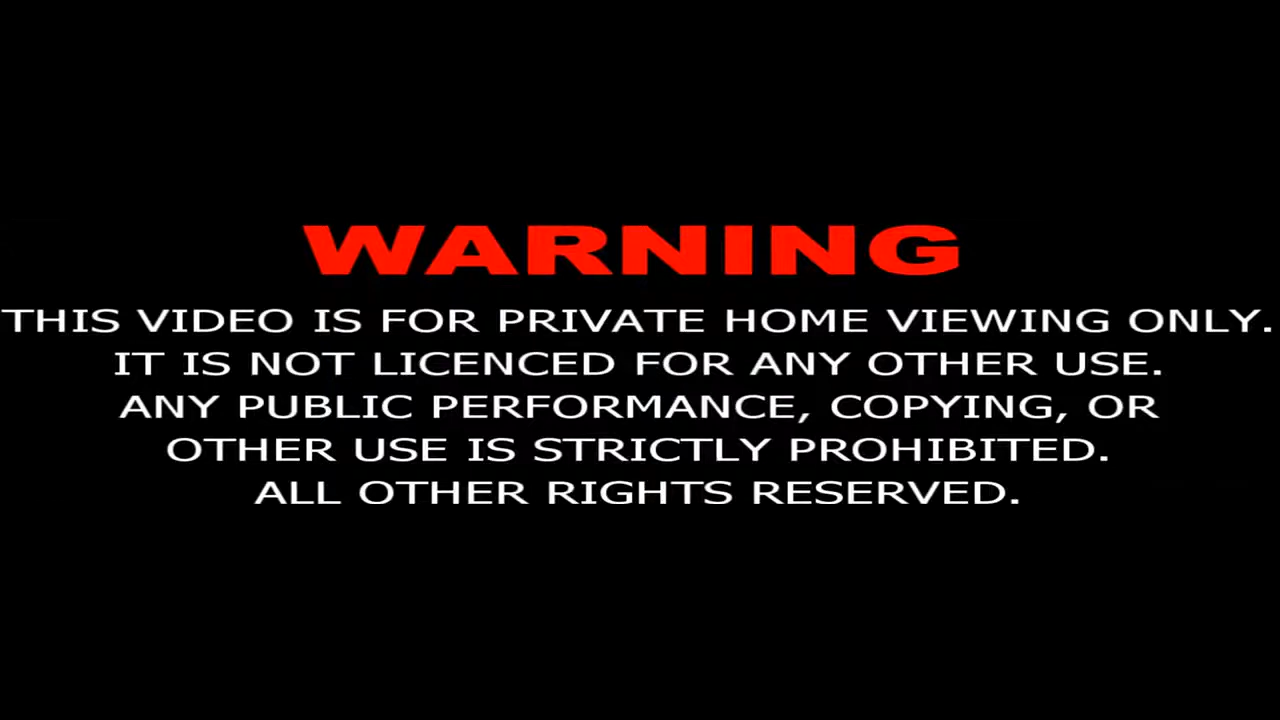 WARNING
THIS VIDEO IS FOR PRIVATE HOME VIEWING ONLY.
IT IS NOT LICENCED FOR ANY OTHER USE.
ANY PUBLIC PERFORMANCE, COPYING, OR
OTHER USE IS STRICTLY PROHIBITED.
ALL OTHER RIGHTS RESERVED.